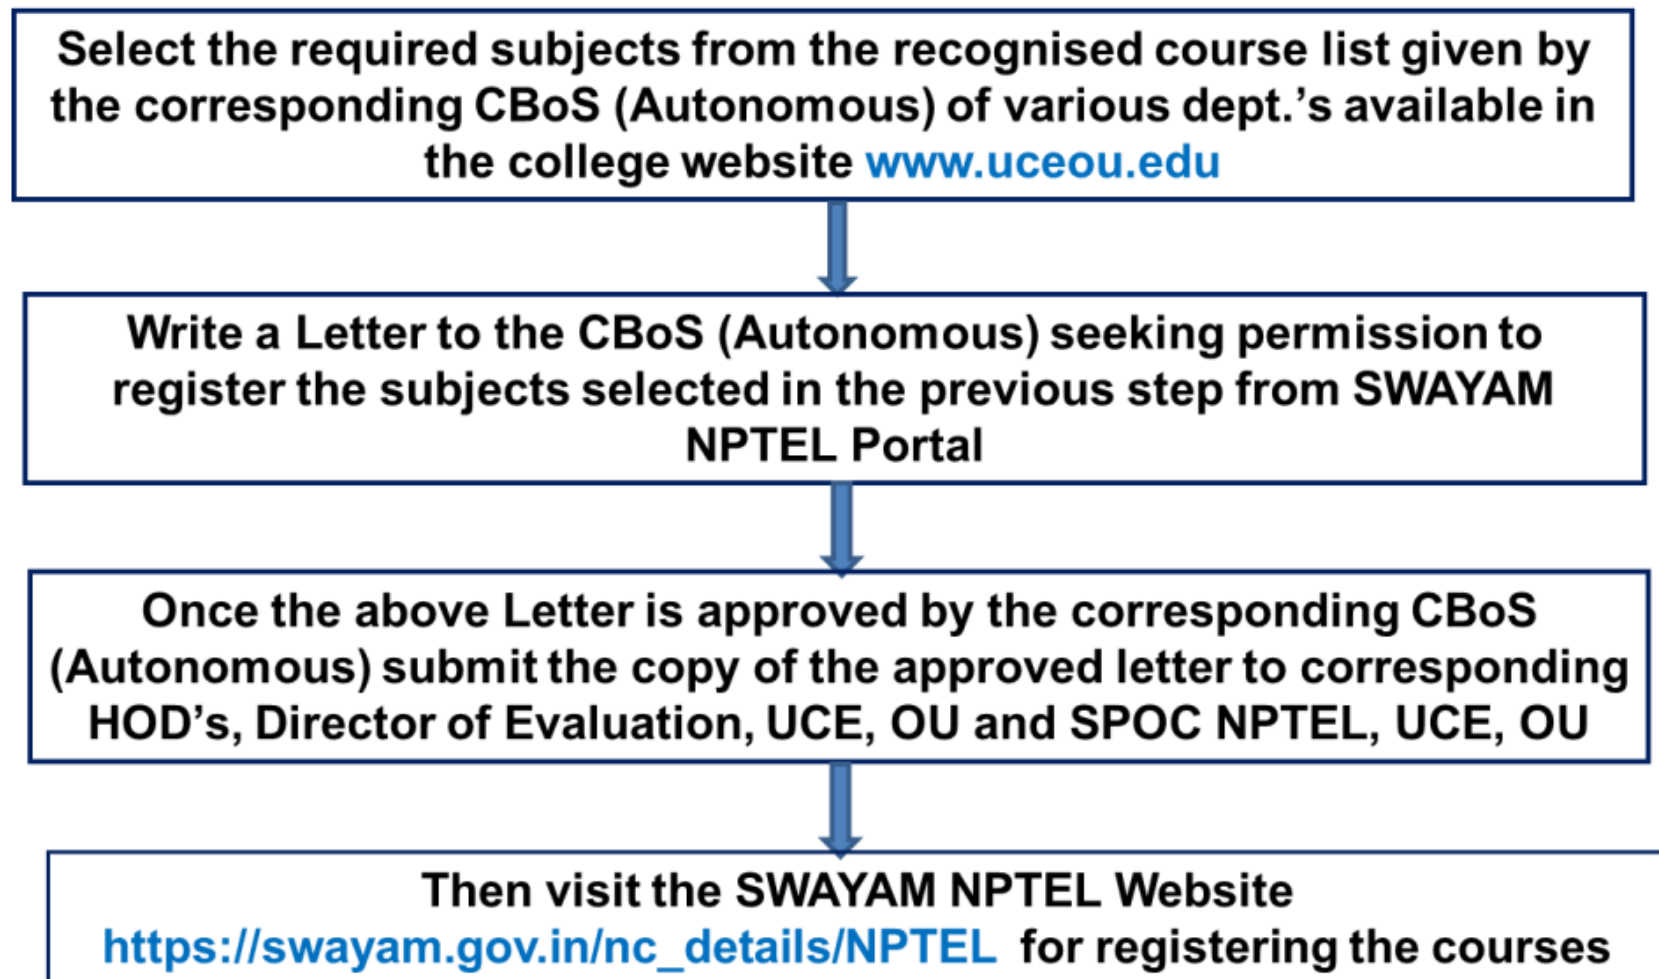 Select the required subjects from the recognised course list given by
the corresponding CBoS (Autonomous) of various dept.'s available in
the college website www.uceou.edu
Write a Letter to the CBoS (Autonomous) seeking permission to
register the subjects selected in the previous step from SWAYAM
NPTEL Portal
Once the above Letter is approved by the corresponding CBoS
(Autonomous) submit the copy of the approved letter to corresponding
HOD's, Director of Evaluation, UCE, OU and SPOC NPTEL, UCE, OU
Then visit the SWAYAM NPTEL Website
https://swayam.gov.in/nc_details/NPTEL for registering the courses